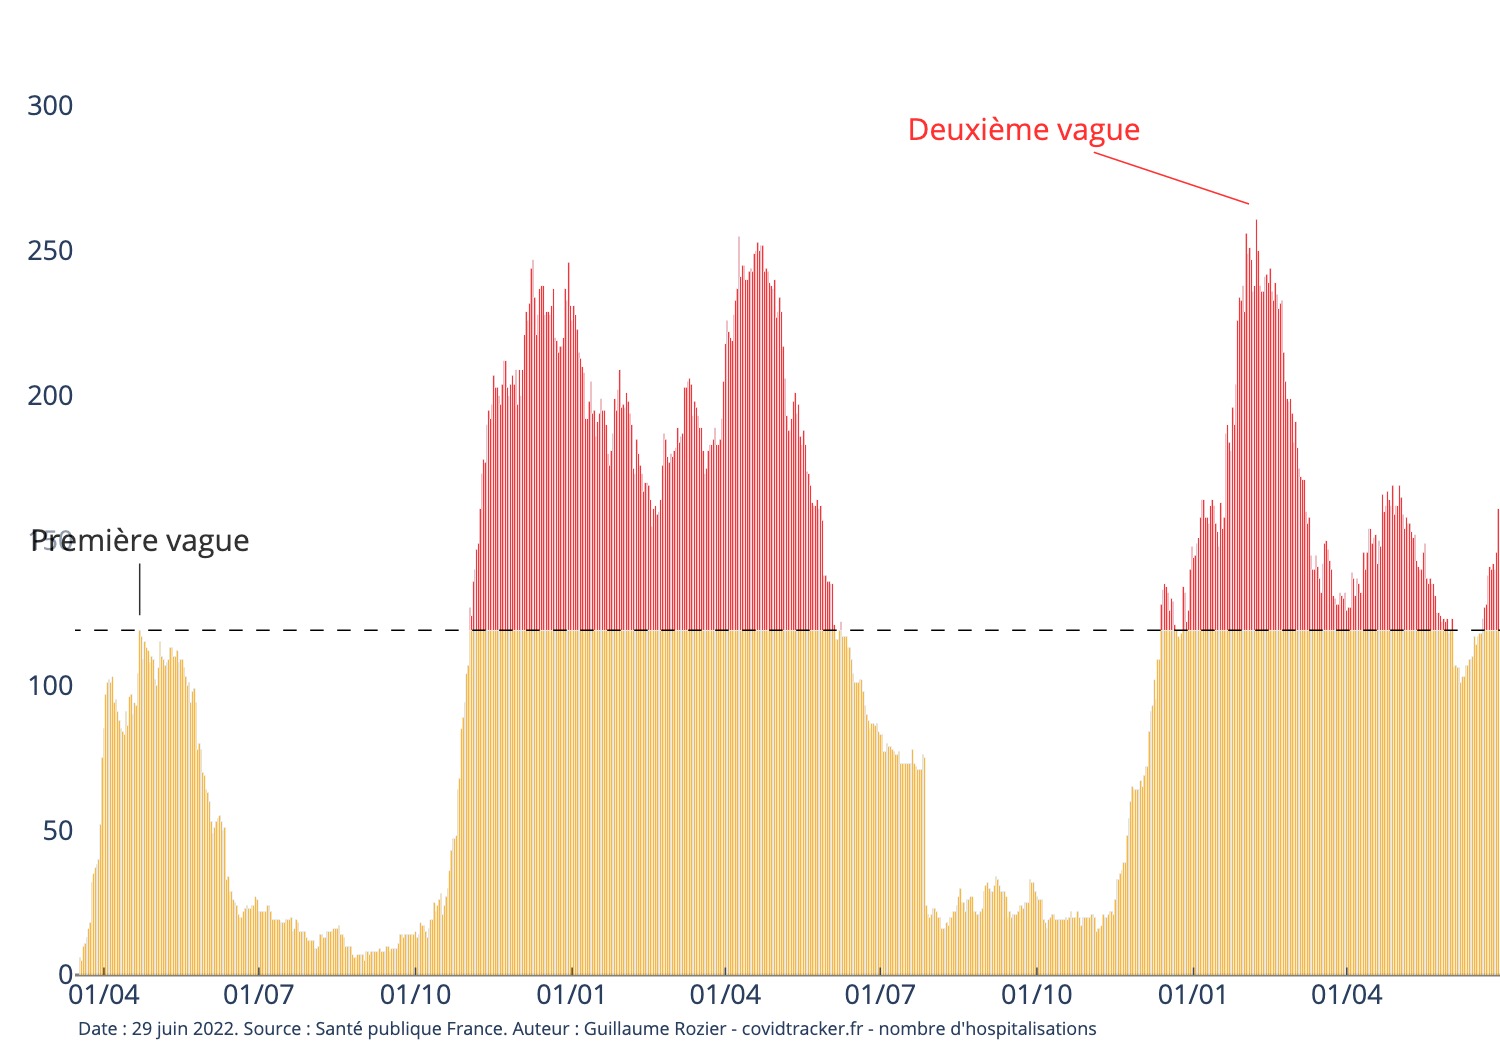 300
Deuxième vague
250
200
150
Première vague
100
50
0
01/04 01/07 01/10 01/01 01/04 01/07 01/10 01/01 01/04
Date : 29 juin 2022. Source : Santé publique France. Auteur : Guillaume Rozier - covidtracker.fr - nombre d'hospitalisations